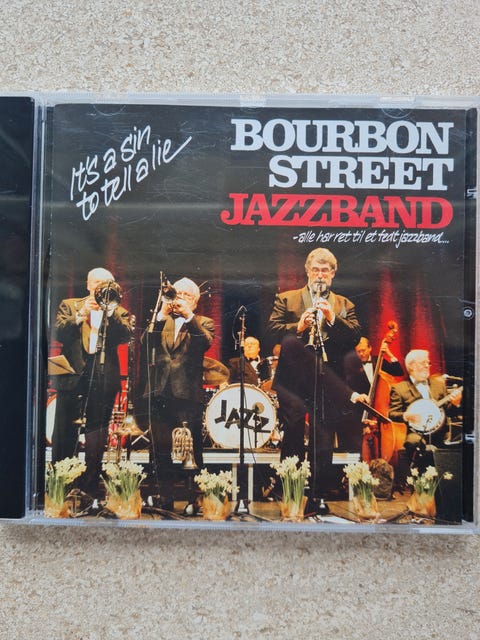 It's a sin
to tell a lie
BOURBON
STREET
JAZZBAND
-alle har ret til et fedt jazzband...
JAZZ